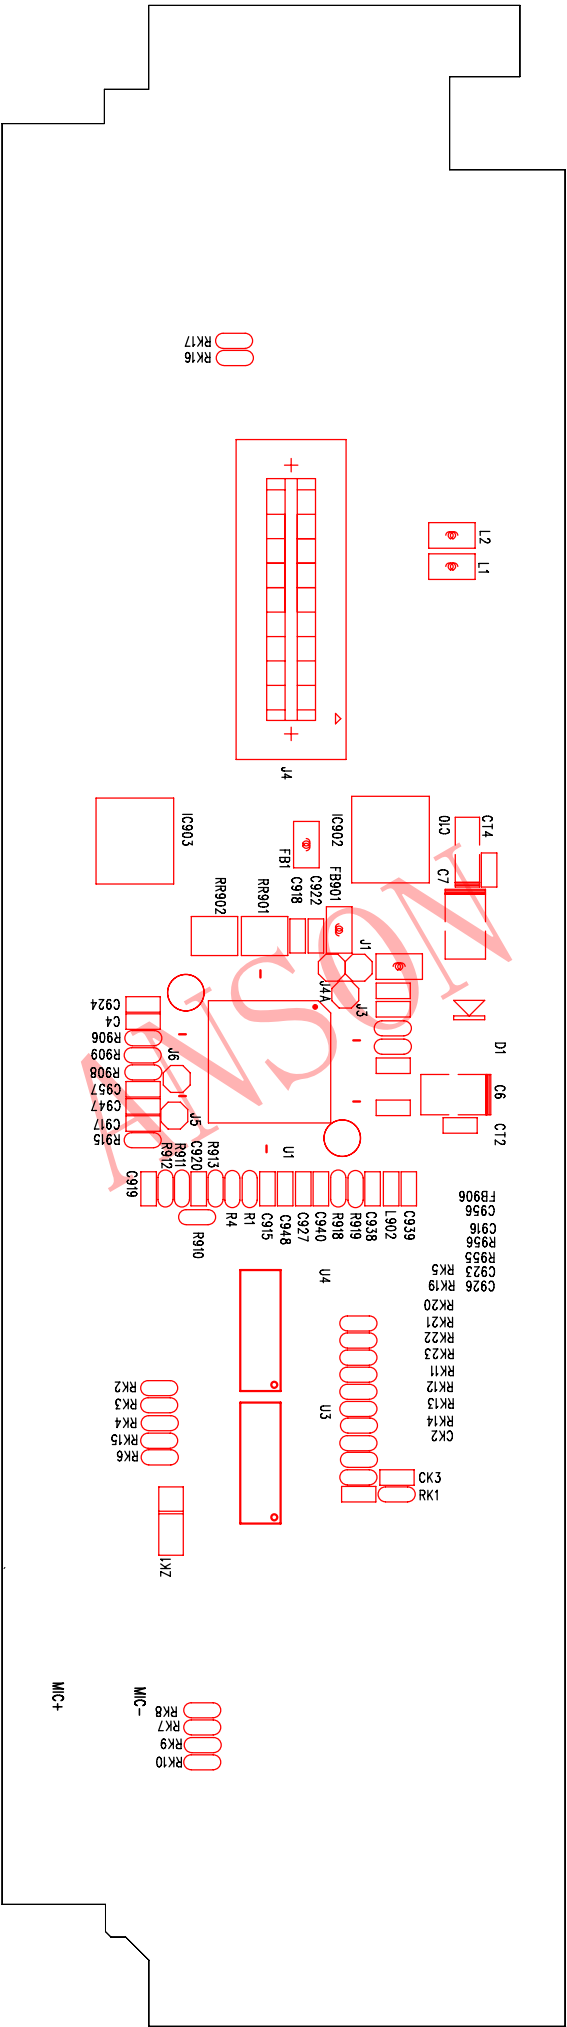 RK17
RK16
L2
L1
J4
IC903
IC902
C10
CT4
FB1
C7
RR902
RR901
C918
C922
FB901
J1
J4A
J3
ANSON
C924
C4
R906
R909
R908
C957
C947
C917
R915
J6
J5
D1
C6
CT2
U1
C919
R912
R911
C920
R913
R910
R4
R1
C915
C948
C927
C940
R918
R919
C938
L902
C939
FB906
C956
C916
R956
R955
C923
C926
RK5
RK19
RK20
RK21
RK22
RK23
RK11
RK12
RK13
RK14
CK2
U4
U3
RK2
RK3
RK4
RK15
RK6
CK3
RK1
ZK1
MIC+
MIC-
RK8
RK7
RK9
RK10